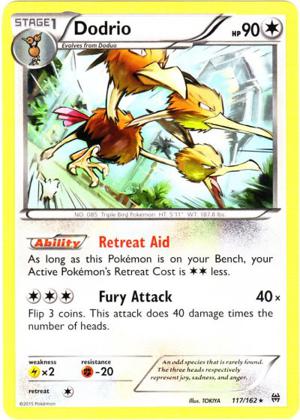 STAGE1
Dodrio
HP90
Evolves from Doduo
NO. 085 Triple Bird Pokémon HT: 5'11" WT: 187.8 lbs.
Ability Retreat Aid
As long as this Pokémon is on your Bench, your
Active Pokémon's Retreat Cost is less.
Fury Attack 40×
Flip 3 coins. This attack does 40 damage times the
number of heads.
weakness resistance
×2 -20
retreat
An odd species that is rarely found.
The three heads respectively
represent joy, sadness, and anger.
©2015 Pokémon
Illus. TOKIYA 117/162 ★